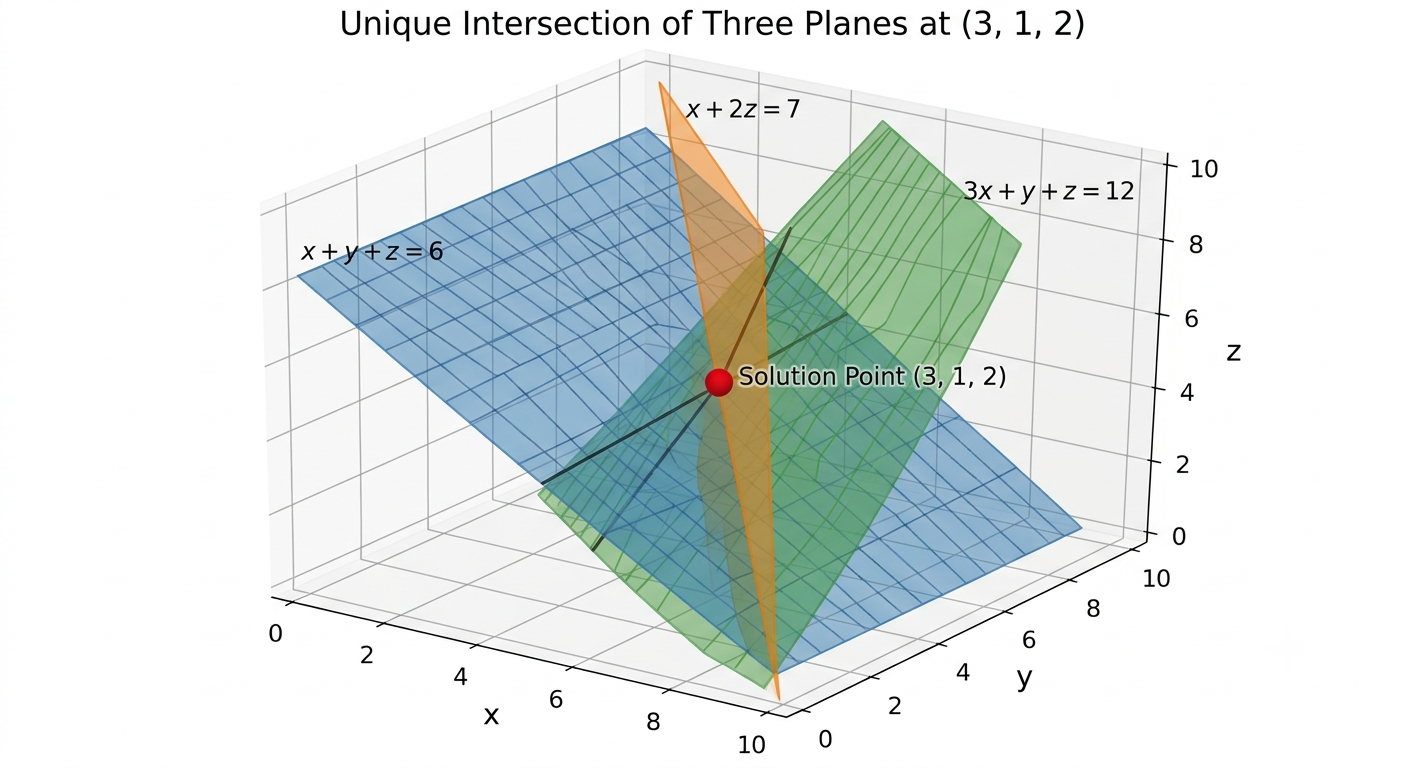 Unique Intersection of Three Planes at (3, 1, 2)
x + 2z = 7
3x + y + z = 12
x + y + z = 6
Solution Point (3, 1, 2)
10
8
6
4
2
0
z
0
2
4
6
8
10
x
0
2
4
6
8
10
y